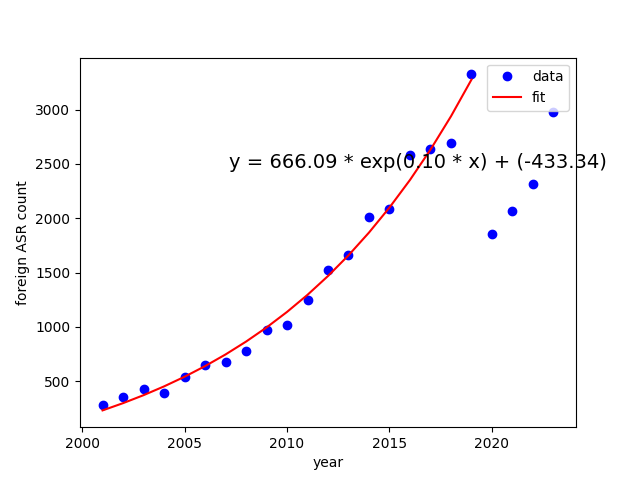 data
fit
y = 666.09 * exp(0.10 * x) + (-433.34)
foreign ASR count
3000
2500
2000
1500
1000
500
2000 2005 2010 2015 2020
year